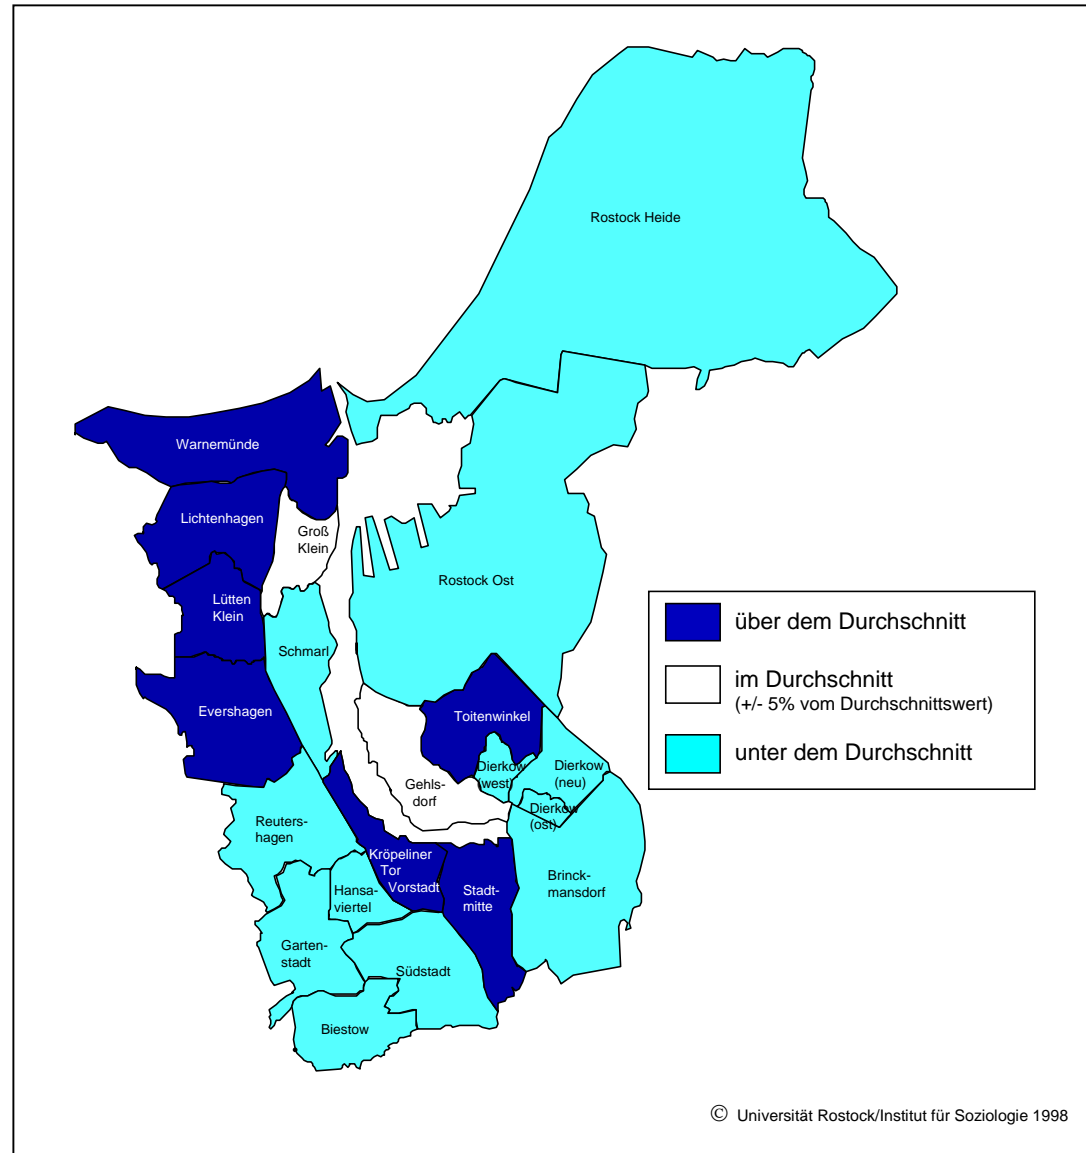 Rostock Heide
Warnemünde
Lichtenhagen
Groß
Klein
Rostock Ost
Lütten
Klein
Schmarl
Evershagen
Toitenwinkel
Dierkow
(west)
Dierkow
(neu)
Gehls-
dorf
Dierkow
(ost)
Reuters-
hagen
Kröpeliner
Tor
Vorstadt
Hansa-
viertel
Stadt-
mitte
Brinck-
mansdorf
Garten-
stadt
Südstadt
Biestow
über dem Durchschnitt
im Durchschnitt
(+/- 5% vom Durchschnittswert)
unter dem Durchschnitt
© Universität Rostock/Institut für Soziologie 1998